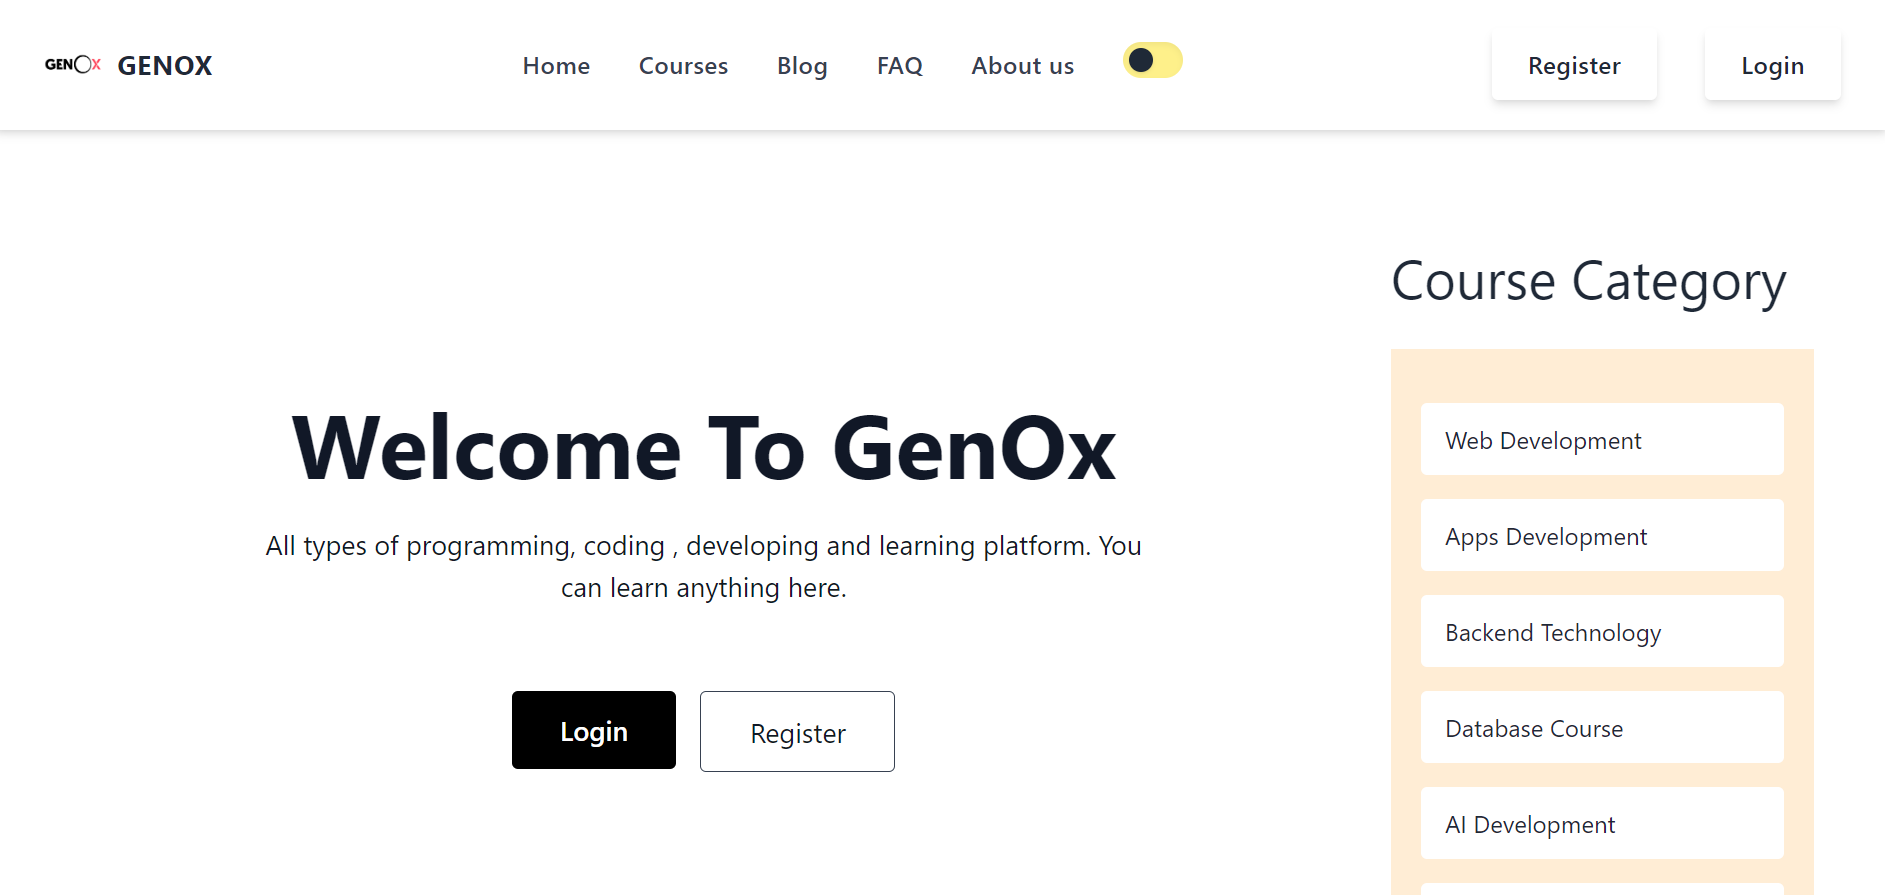 GENOX GENOX
Home Courses Blog FAQ About us
Register Login
Welcome To GenOx
All types of programming, coding , developing and learning platform. You
can learn anything here.
Login Register
Course Category
Web Development
Apps Development
Backend Technology
Database Course
AI Development